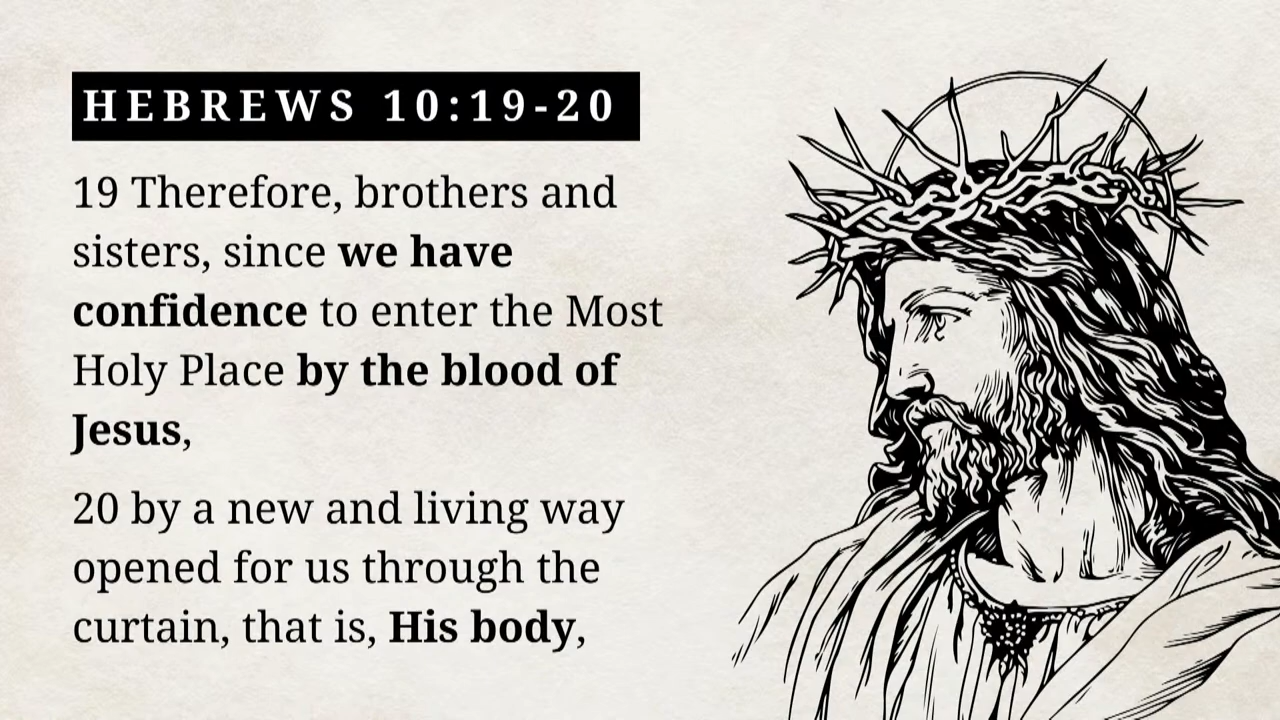 HEBREWS 10:19-20
19 Therefore, brothers and
sisters, since we have
confidence to enter the Most
Holy Place by the blood of
Jesus,
20 by a new and living way
opened for us through the
curtain, that is, His body,